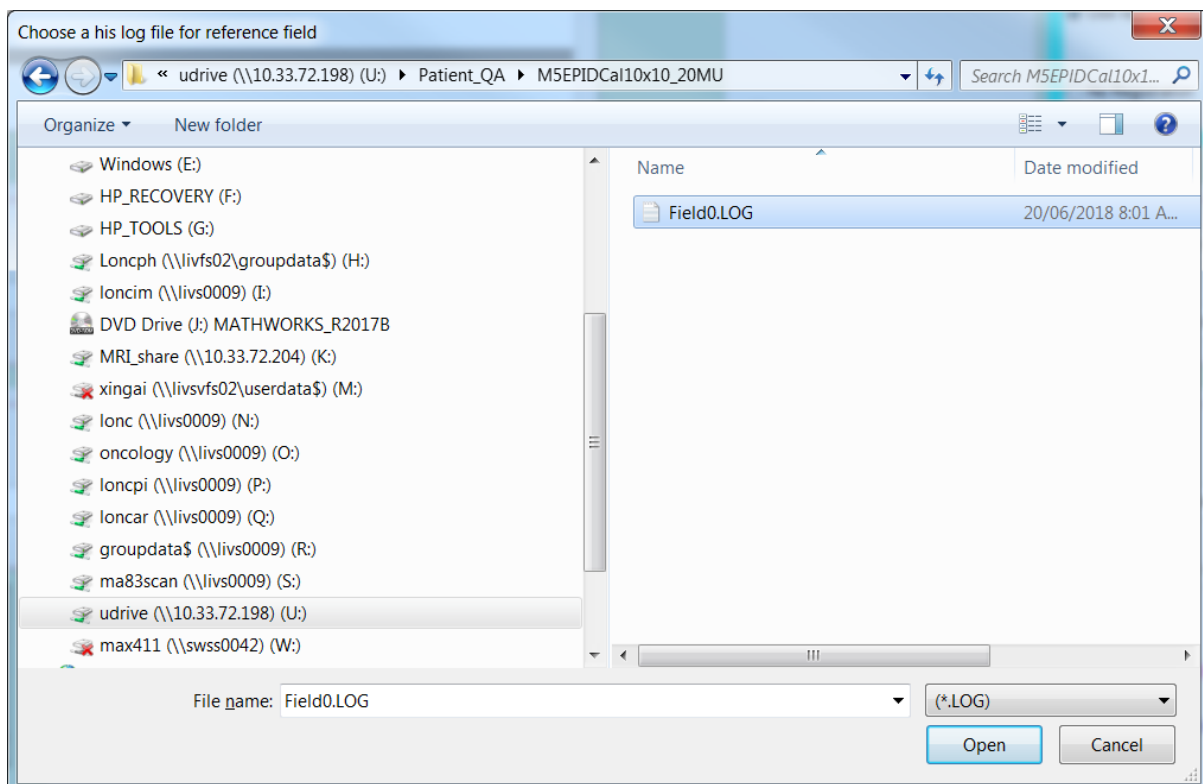 Choose a his log file for reference field
« udrive (\\10.33.72.198) (U:) Patient_QA M5EPIDCal10x10_20MU Search M5EPIDCal10x1...
Organize New folder
Windows (E:)
HP_RECOVERY (F:)
HP_TOOLS (G:)
Loncph (\\livfs02\groupdata$) (H:)
loncim (\\livs0009) (I:)
DVD Drive (J:) MATHWORKS_R2017B
MRI_share (\\10.33.72.204) (K:)
xingai (\\livsvfs02\userdata$) (M:)
lonc (\\livs0009) (N:)
oncology (\\livs0009) (O:)
loncpi (\\livs0009) (P:)
loncar (\\livs0009) (Q:)
groupdata$ (\\livs0009) (R:)
ma83scan (\\livs0009) (S:)
udrive (\\10.33.72.198) (U:)
max411 (\\swss0042) (W:)
Name Date modified
Field0.LOG 20/06/2018 8:01 A...
File name: Field0.LOG (*.LOG)
Open Cancel